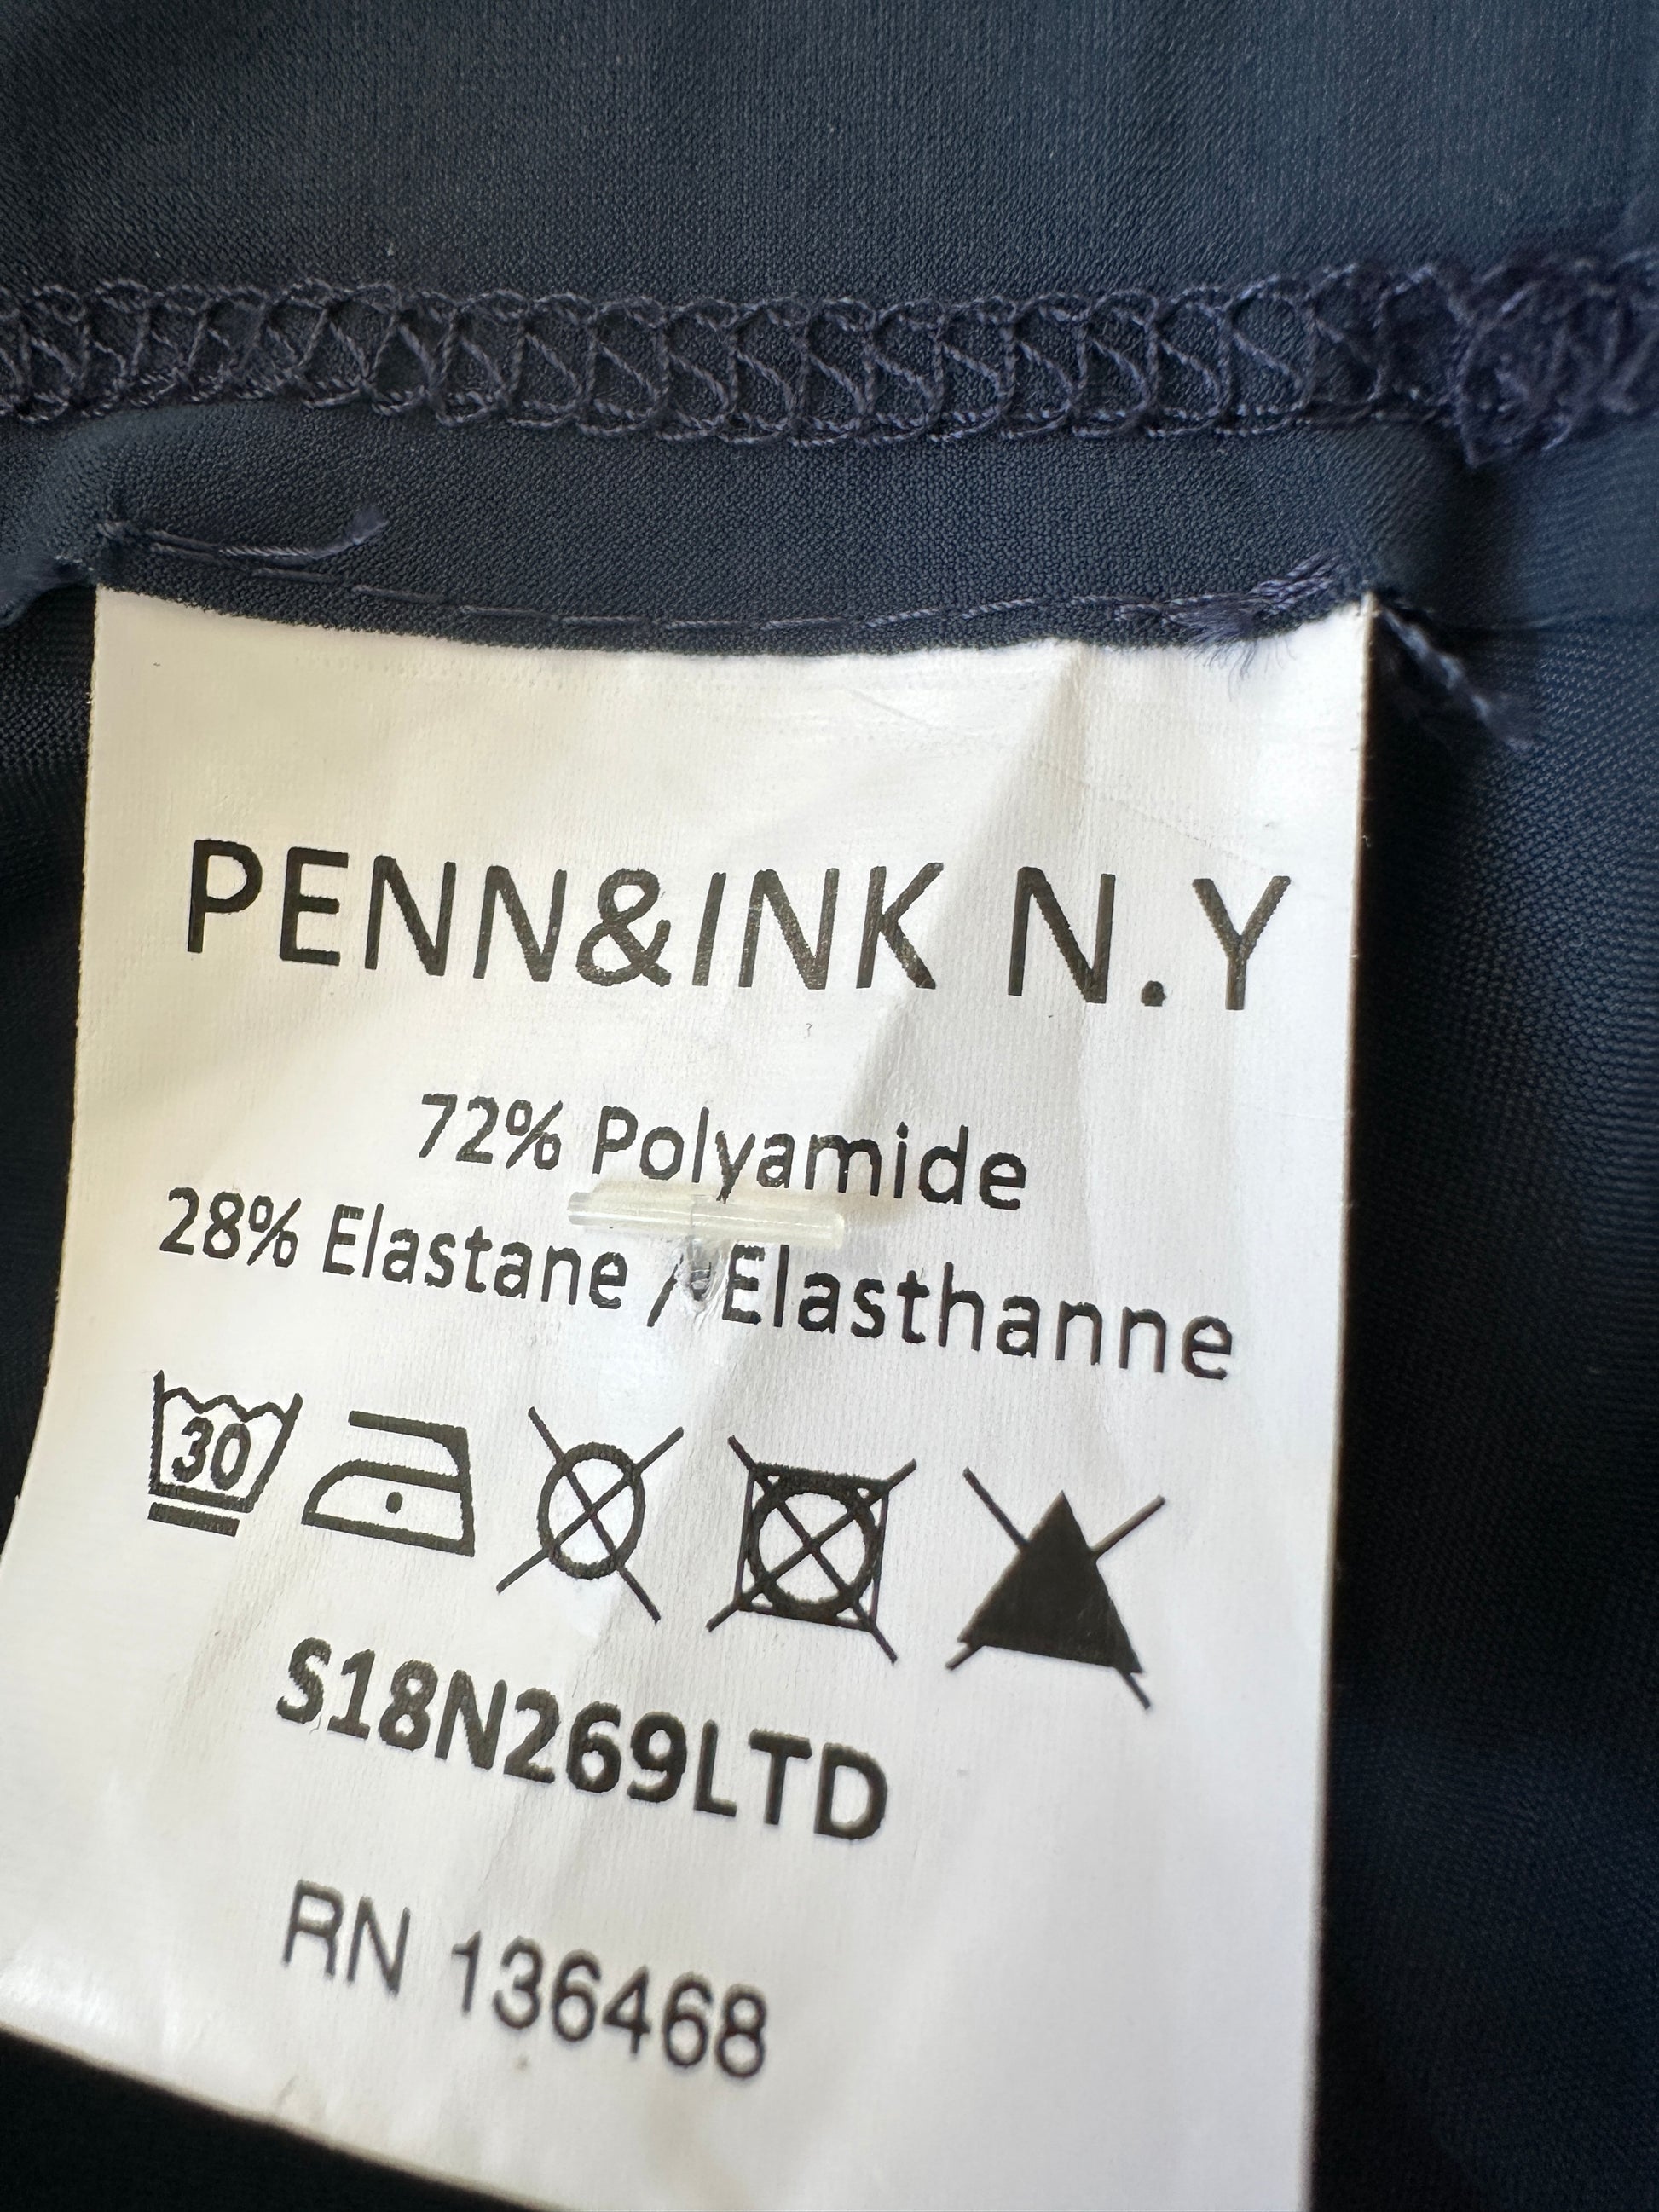 PENN&INK N.Y
72% Polyamide
28% Elastane / Elasthanne
30
S18N269LTD
RN 136468